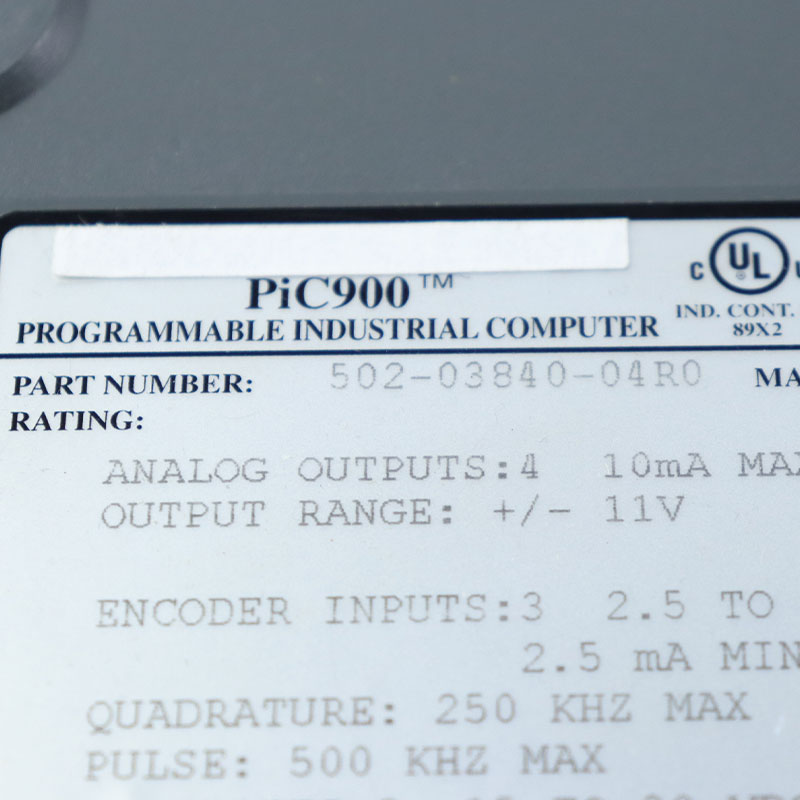 PiC900™
C UL
PROGRAMMABLE INDUSTRIAL COMPUTER
IND. CONT.
89X2
PART NUMBER: 502-03840-04R0 MA
RATING:
ANALOG OUTPUTS:4 10mA MAX
OUTPUT RANGE: +/- 11V
ENCODER INPUTS:3 2.5 TO
2.5 mA MIN
QUADRATURE: 250 KHZ MAX
PULSE: 500 KHZ MAX